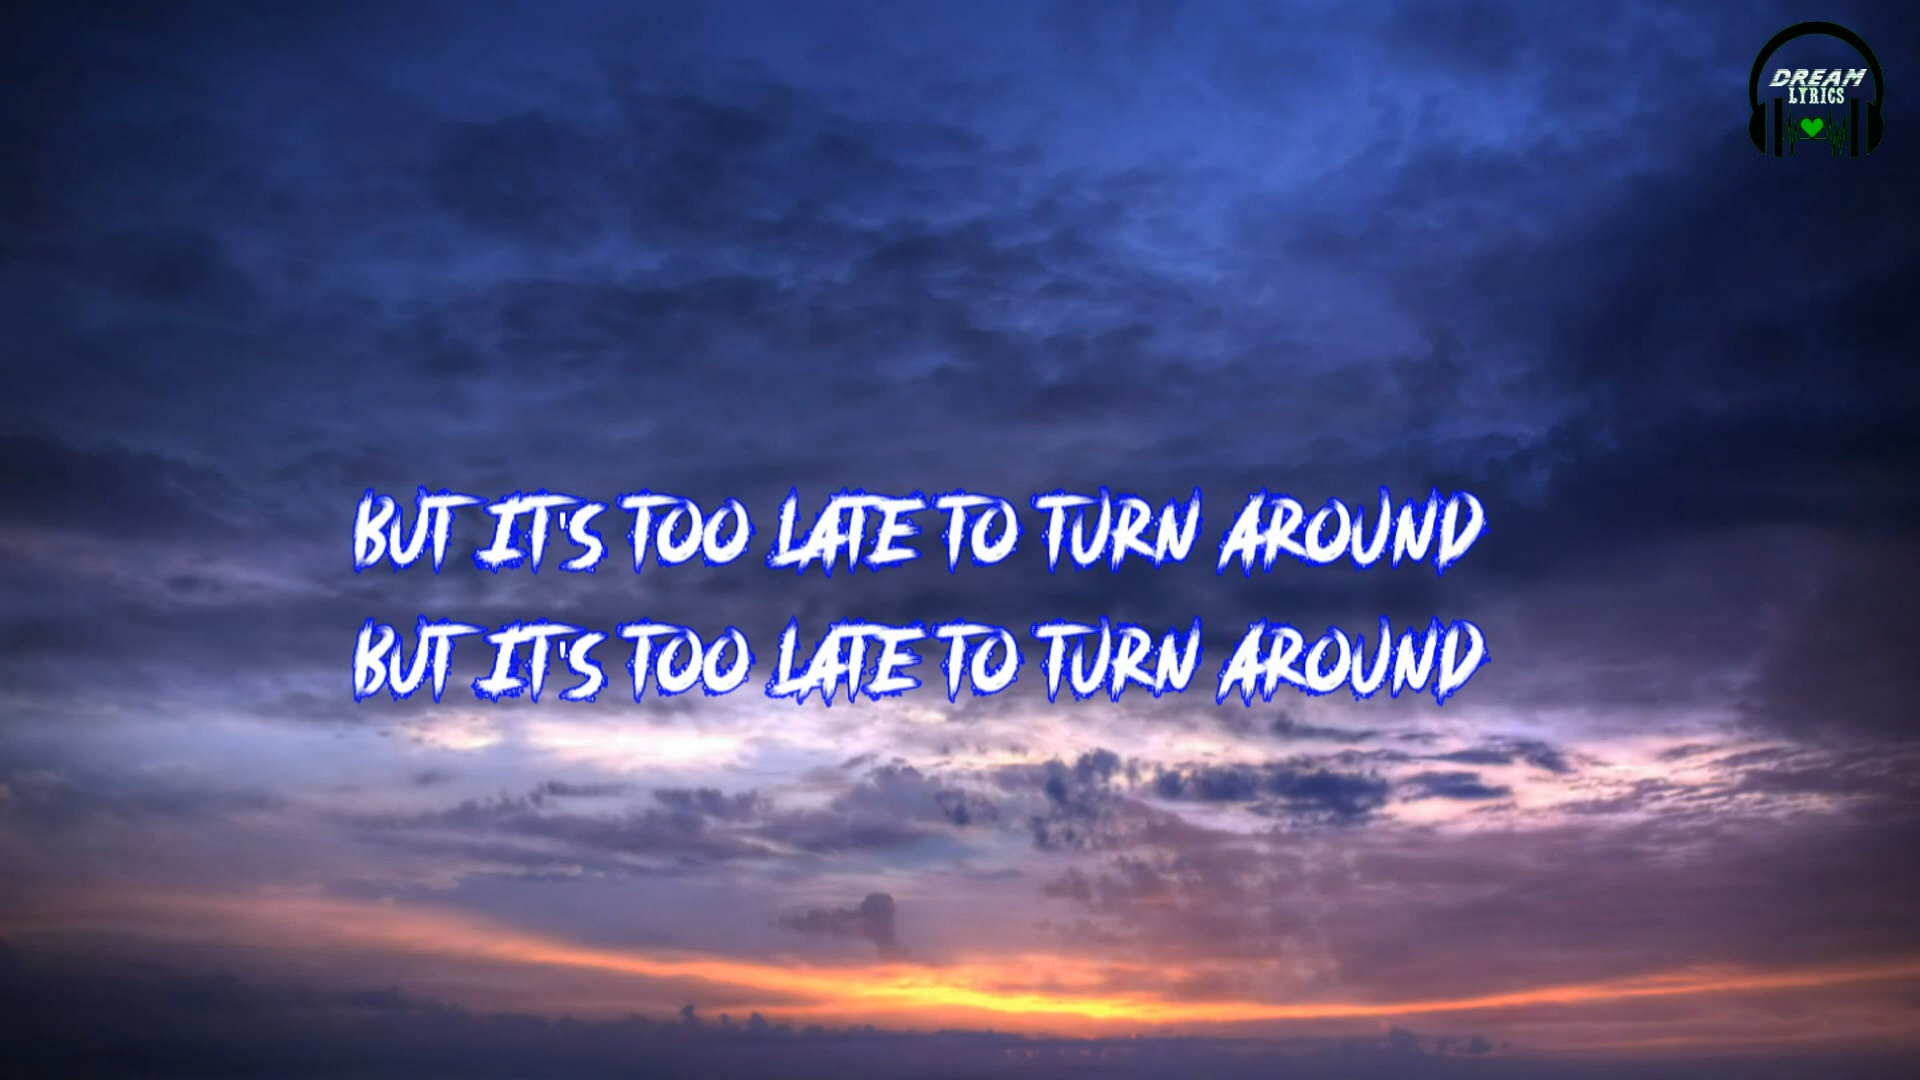 DREAM
LYRICS
BUT IT'S TOO LATE TO TURN AROUND
BUT IT'S TOO LATE TO TURN AROUND